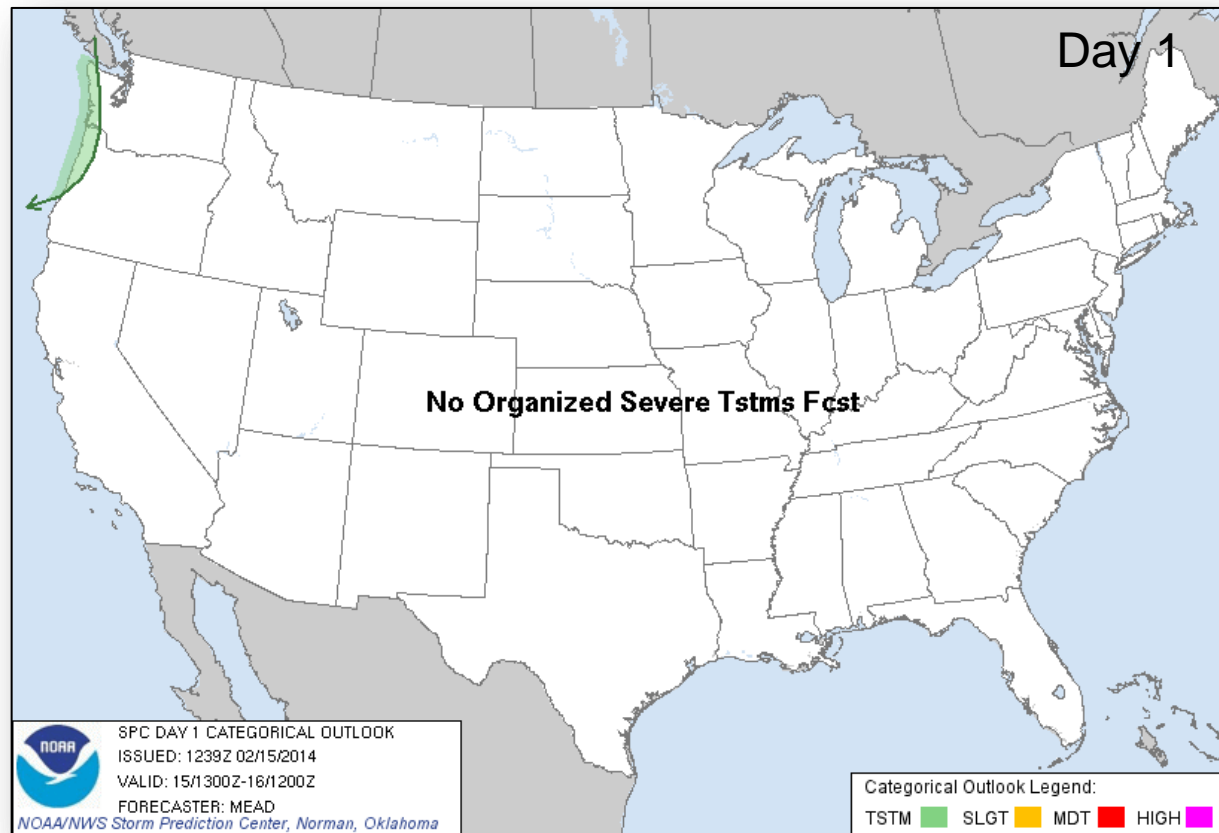 Day 1
No Organized Severe Tstms Fcst
NOAA
SPC DAY 1 CATEGORICAL OUTLOOK
ISSUED: 1239Z 02/15/2014
VALID: 15/1300Z-16/1200Z
FORECASTER: MEAD
NOAA/NWS Storm Prediction Center, Norman, Oklahoma
Categorical Outlook Legend:
TSTM SLGT MDT HIGH